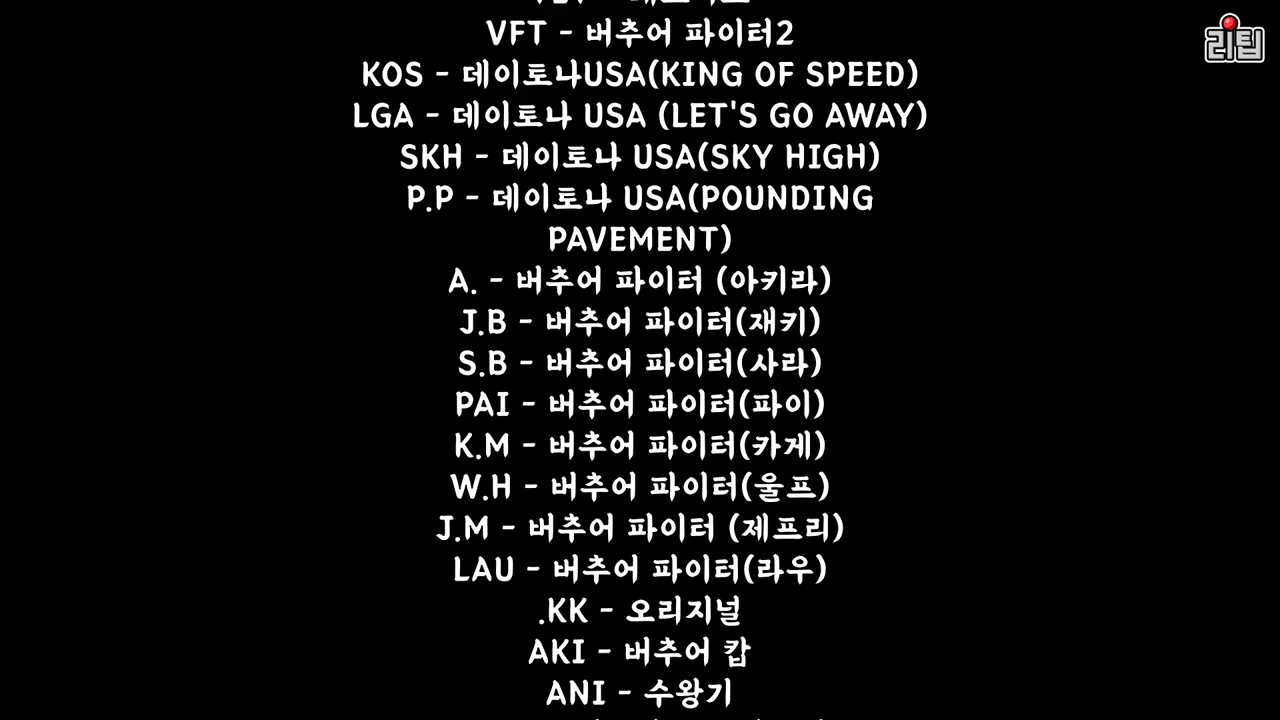 VFT - 버추어 파이터2
리턴
KOS - 데이토나USA(KING OF SPEED)
LGA - 데이토나 USA (LET'S GO AWAY)
SKH - 데이토나 USA(SKY HIGH)
P.P - 데이토나 USA(POUNDING
PAVEMENT)
A. - 버추어 파이터 (아키라)
J.B - 버추어 파이터(재키)
S.B - 버추어 파이터(사라)
PAI - 버추어 파이터(파이)
K.M - 버추어 파이터(카게)
W.H - 버추어 파이터(울프)
J.M - 버추어 파이터 (제프리)
LAU - 버추어 파이터(라우)
.KK - 오리지널
AKI - 버추어 캅
ANI - 수왕기